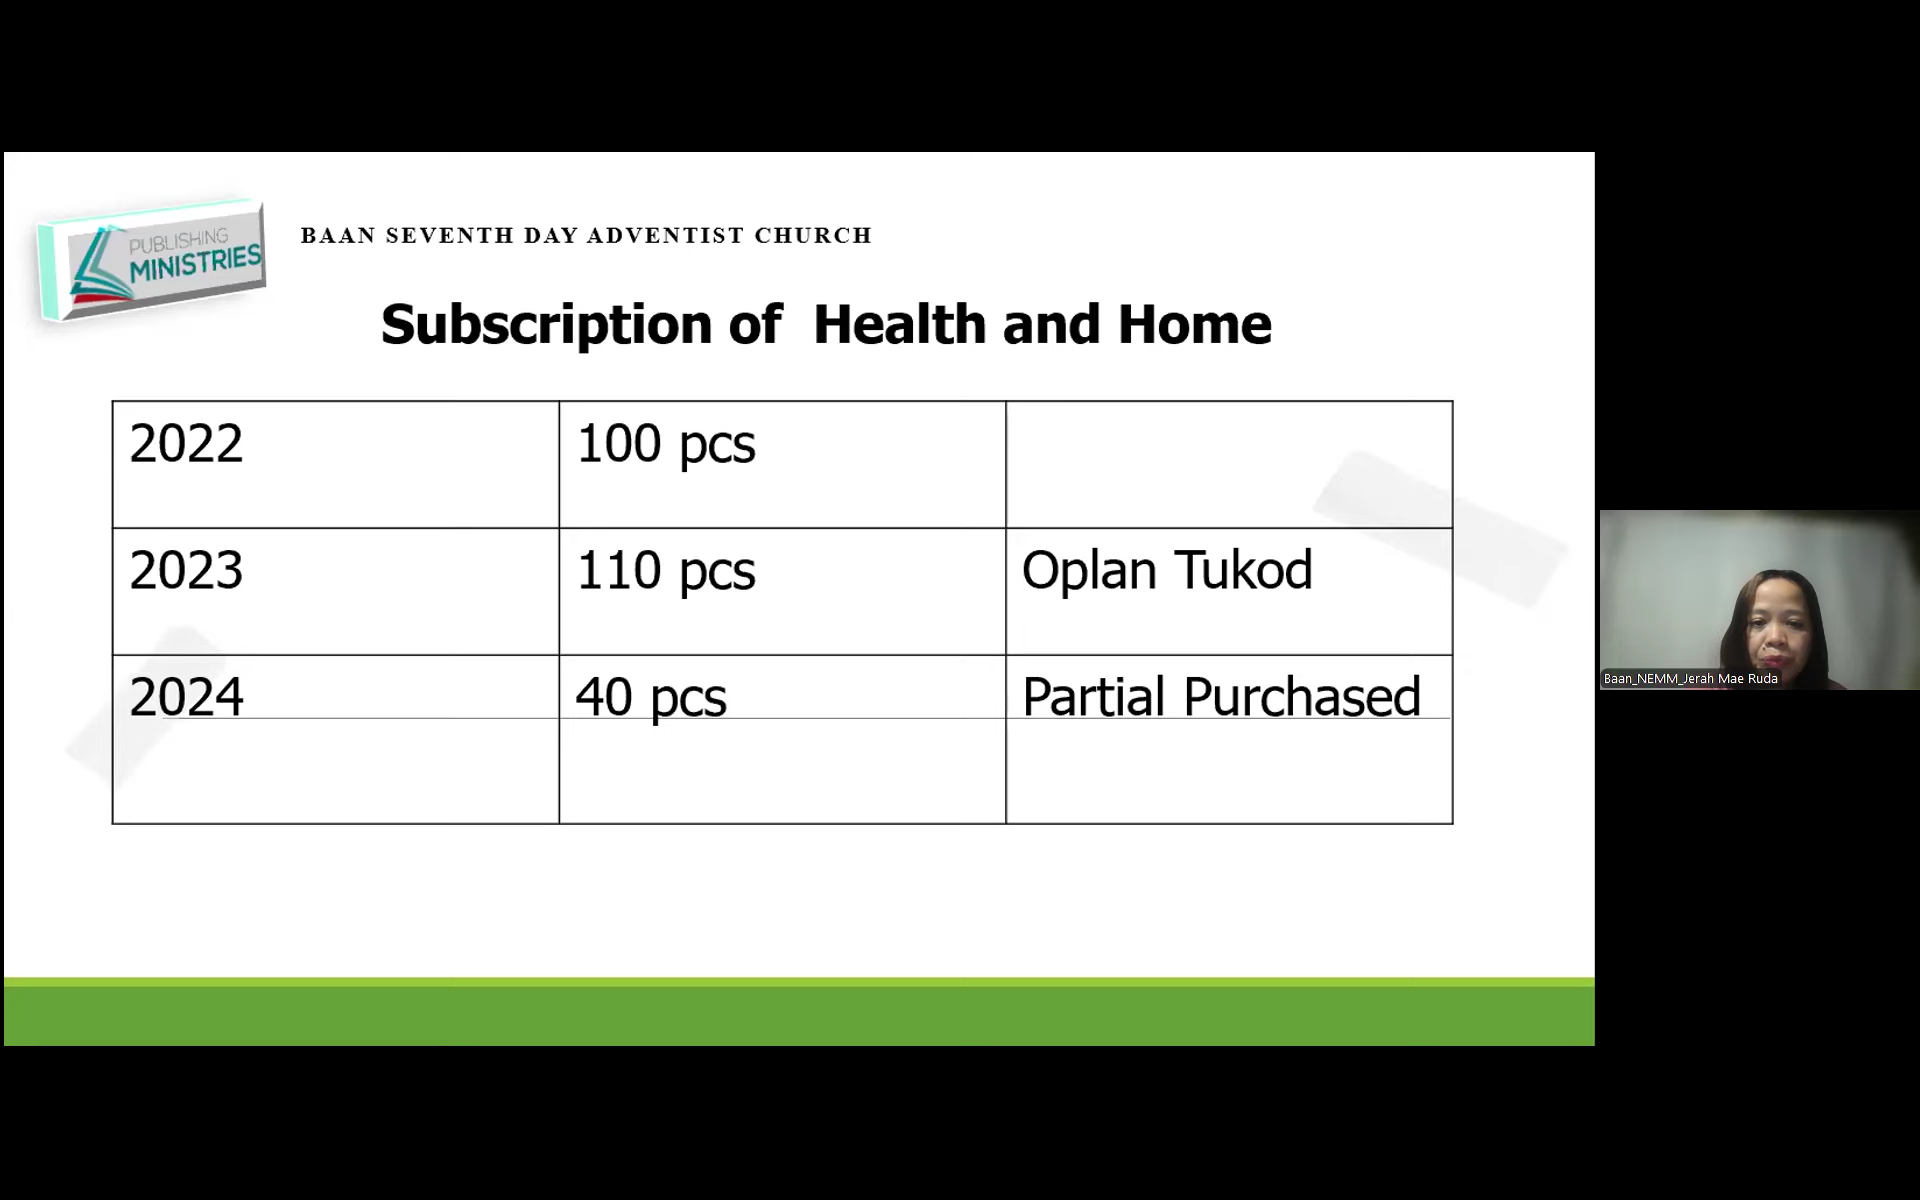 PUBLISHING
MINISTRIES
BAAN SEVENTH DAY ADVENTIST CHURCH
Subscription of  Health and Home
2022 100 pcs
2023 110 pcs Oplan Tukod
2024 40 pcs Partial Purchased
Baan_NEMM_Jerah Mae Ruda